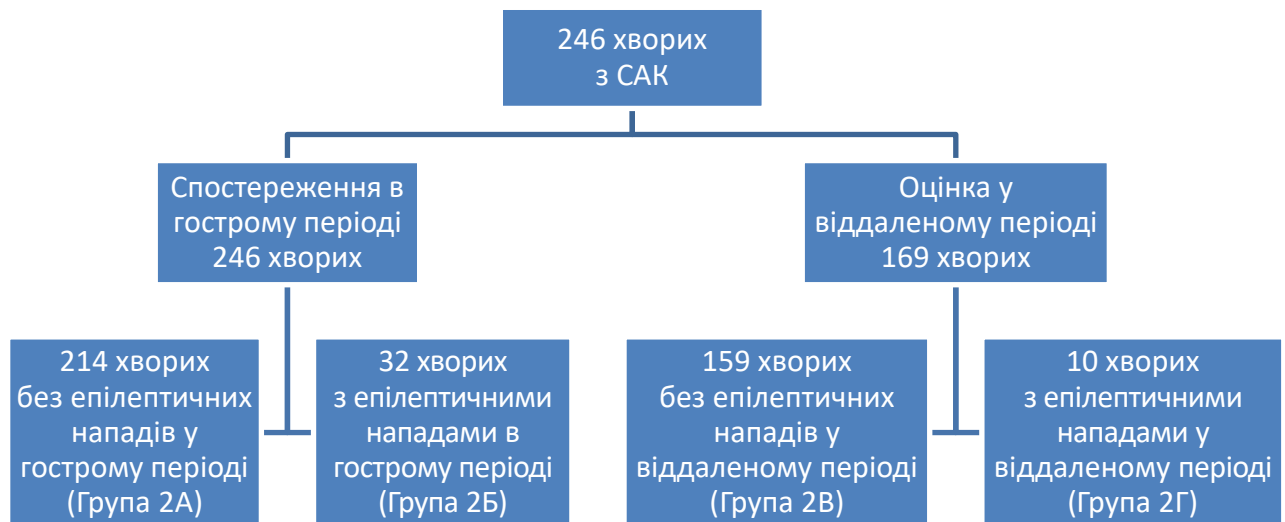 246 хворих
з САК
Спостереження в
гострому періоді
246 хворих
Оцінка у
віддаленому періоді
169 хворих
214 хворих
без епілептичних
нападів у
гострому періоді
(Група 2А)
32 хворих
з епілептичними
нападами в
гострому періоді
(Група 2Б)
159 хворих
без епілептичних
нападів у
віддаленому періоді
(Група 2В)
10 хворих
з епілептичними
нападами у
віддаленому періоді
(Група 2Г)